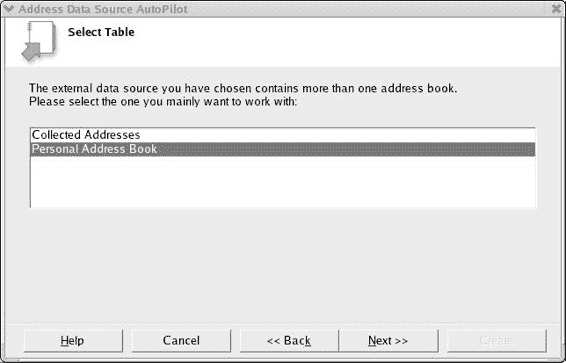 Address Data Source AutoPilot
Select Table
The external data source you have chosen contains more than one address book.
Please select the one you mainly want to work with:
Collected Addresses
Personal Address Book
Help Cancel << Back Next >> Create